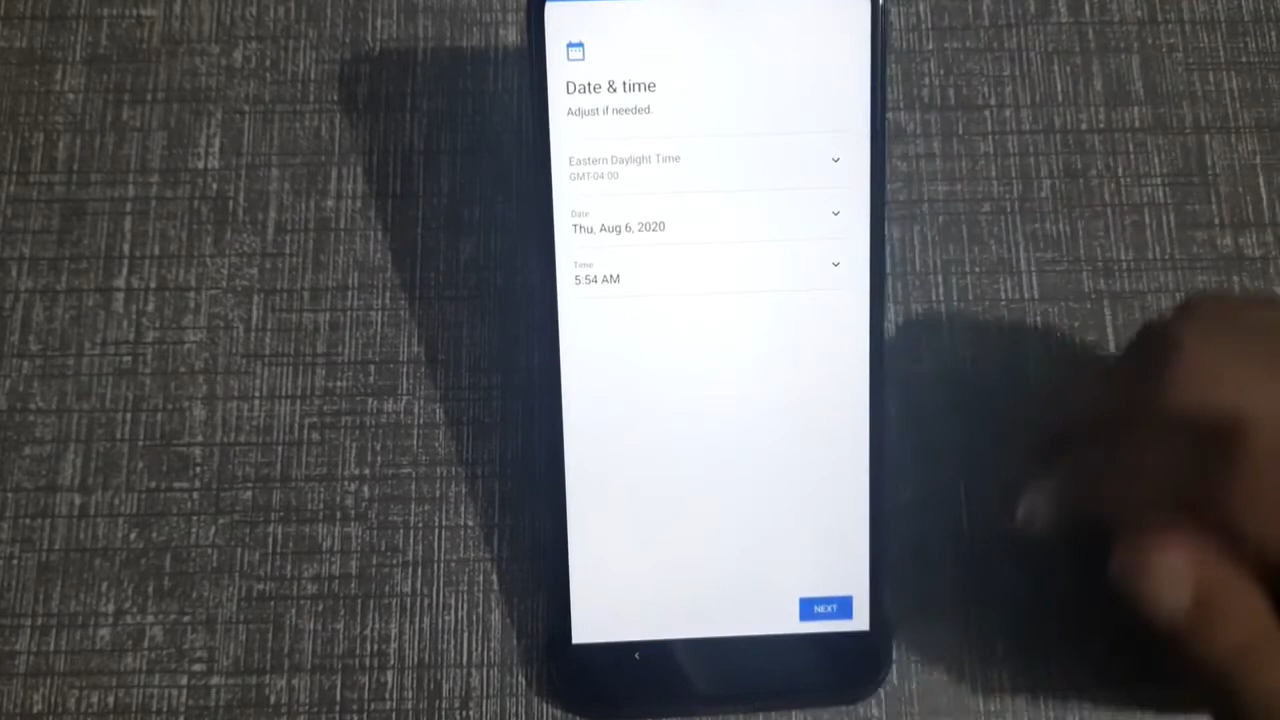 Date & time
Adjust if needed.
Eastern Daylight Time
GMT-04:00
Date
Thu, Aug 6, 2020
Time
5:54 AM
NEXT